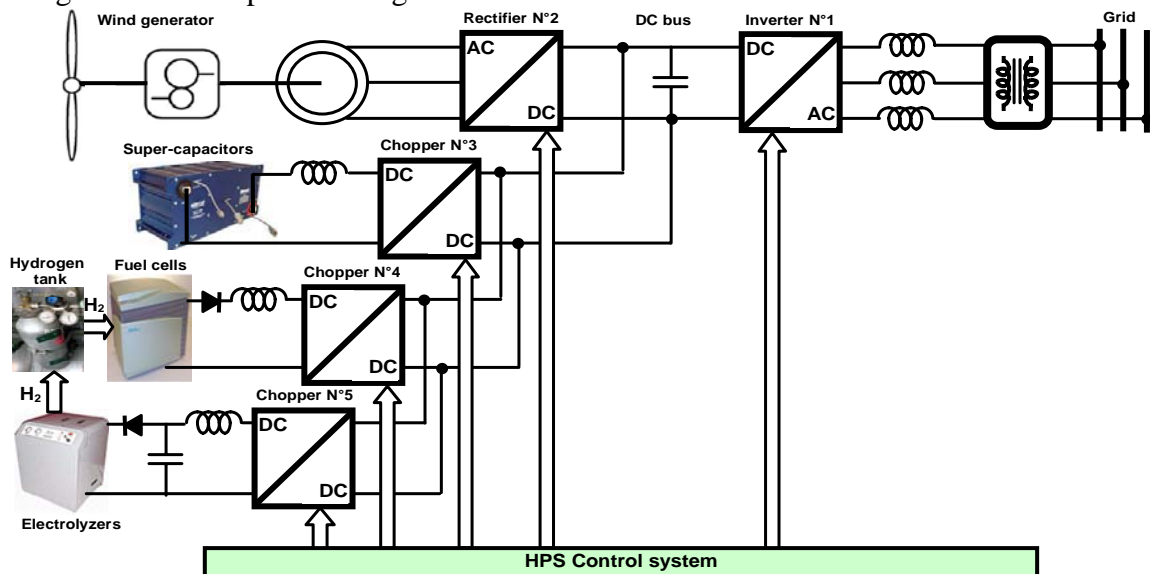 Wind generator
Rectifier N°2
DC bus
Inverter N°1
Grid
AC
DC
DC
AC
Super-capacitors
Chopper N°3
DC
DC
Hydrogen
tank
Fuel cells
Chopper N°4
H₂
DC
DC
H₂
Chopper N°5
DC
DC
Electrolyzers
HPS Control system